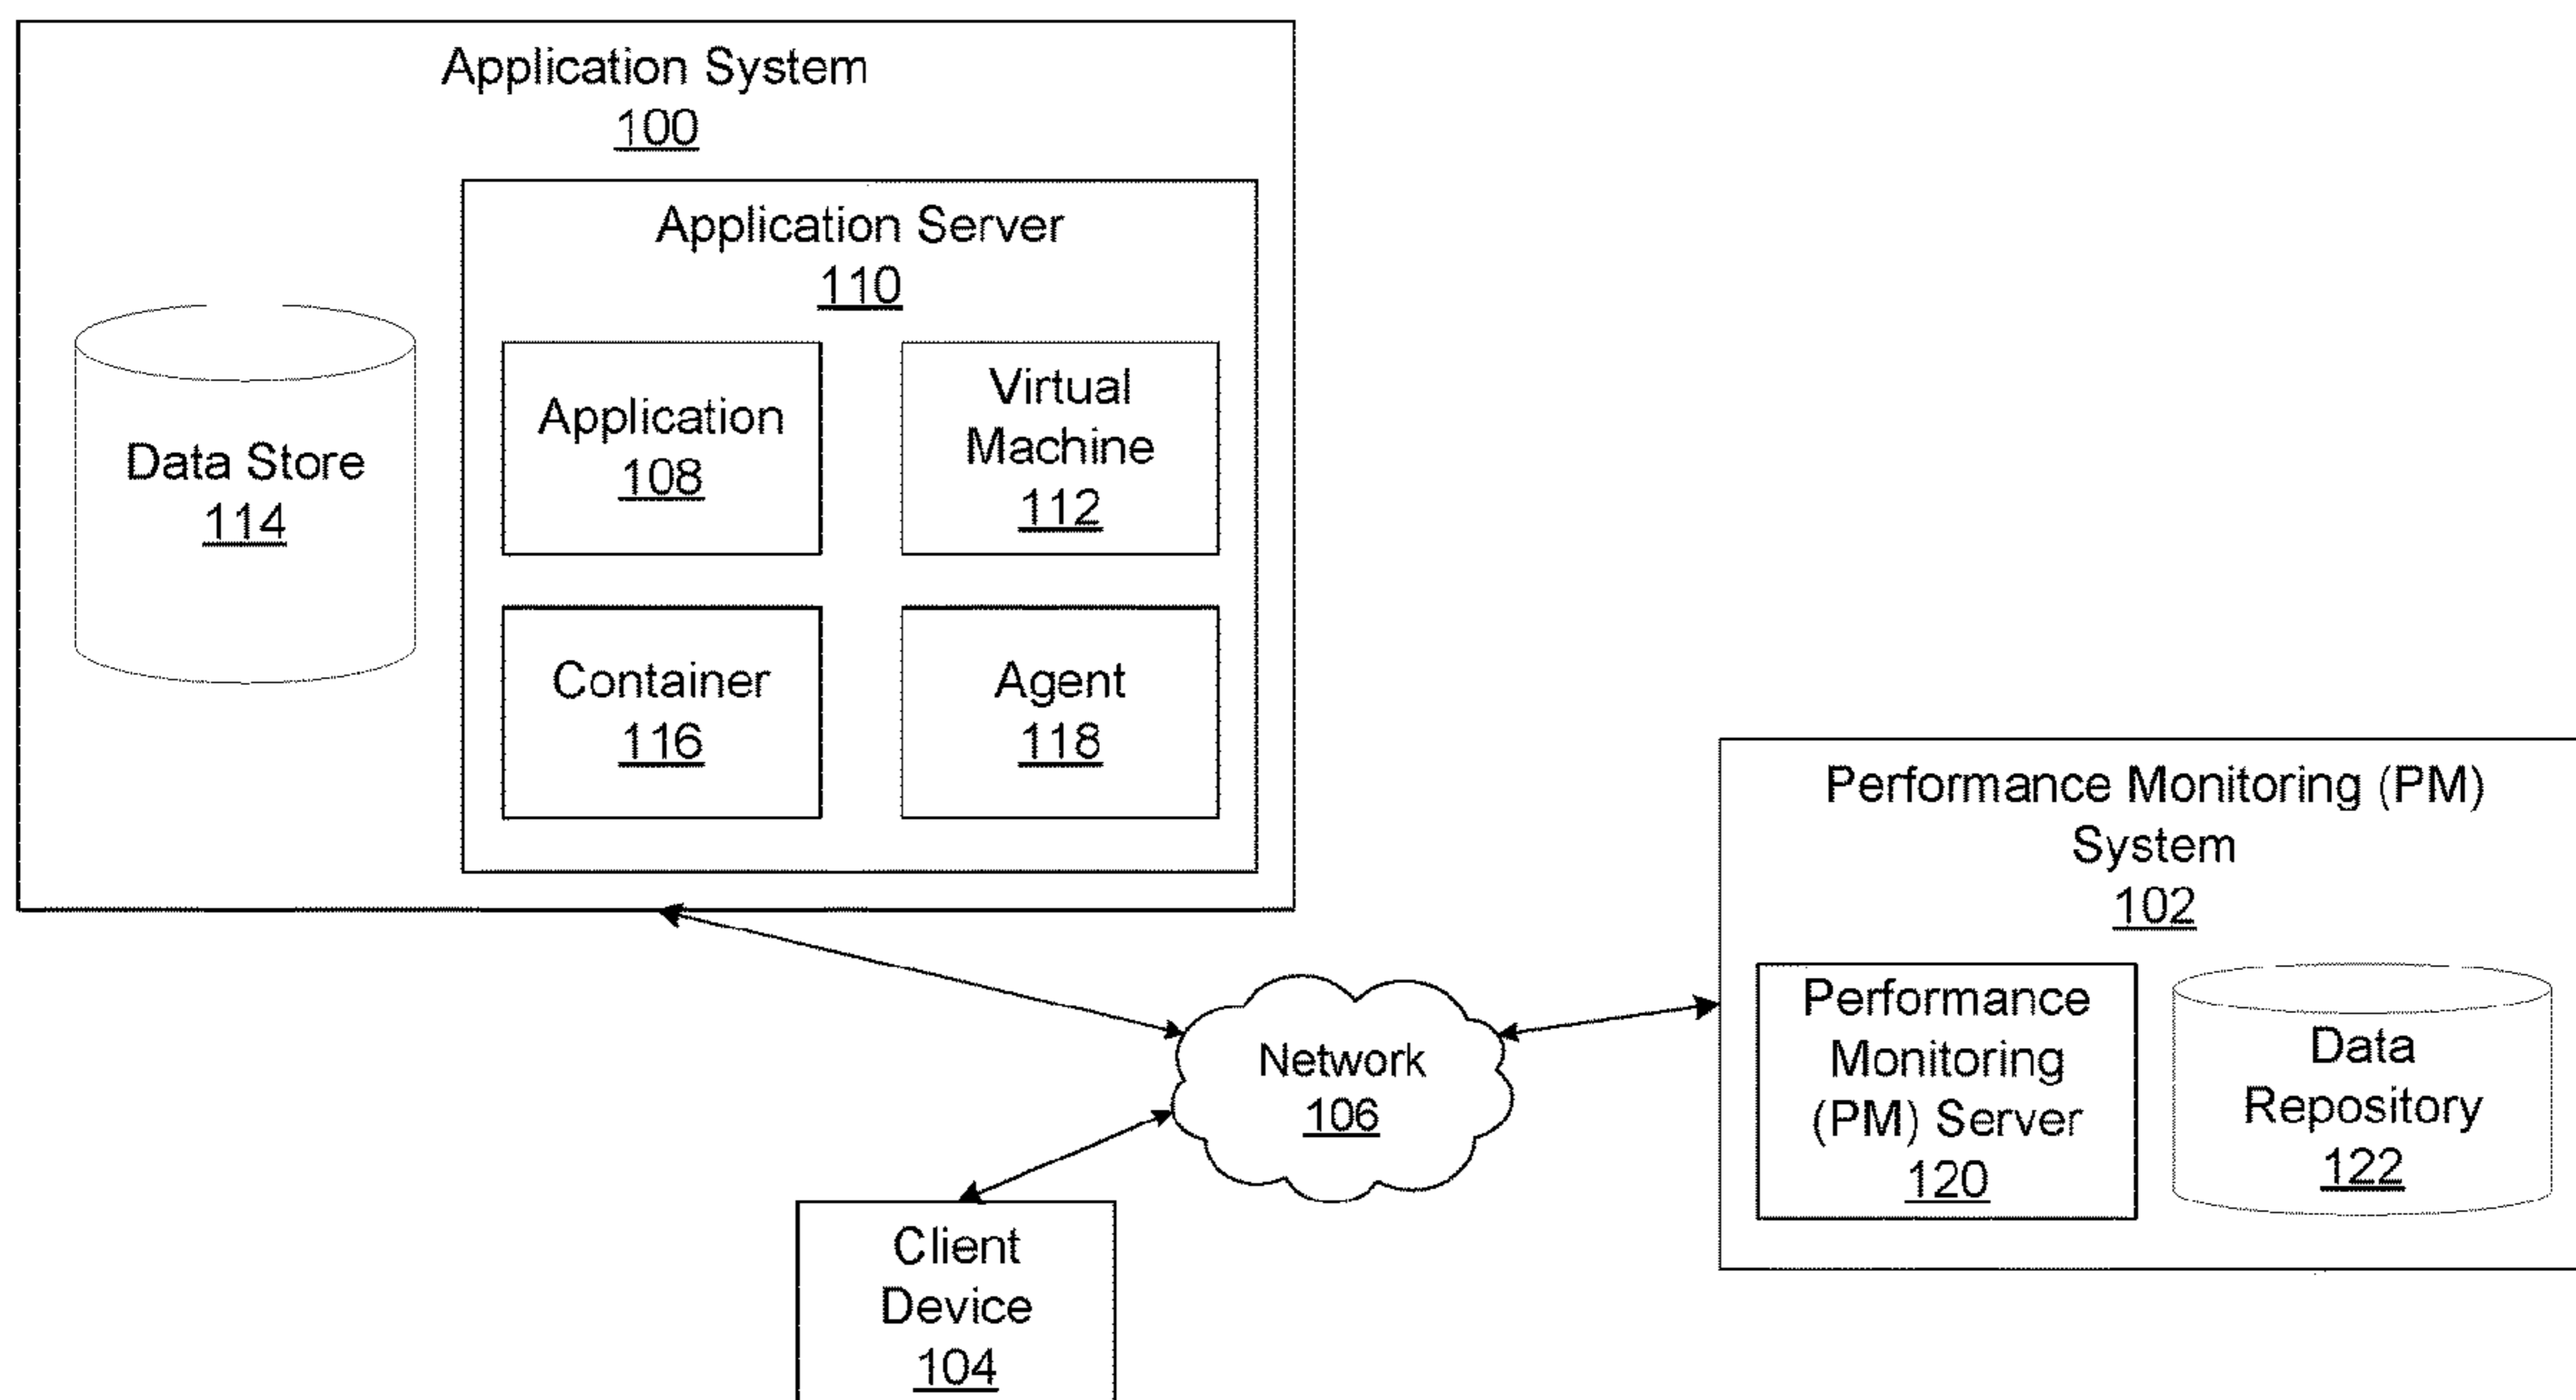 Application System
100
Application Server
110
Data Store
114
Application
108
Virtual
Machine
112
Container
116
Agent
118
Performance Monitoring (PM)
System
102
Performance
Monitoring
(PM) Server
120
Data
Repository
122
Network
106
Client
Device
104